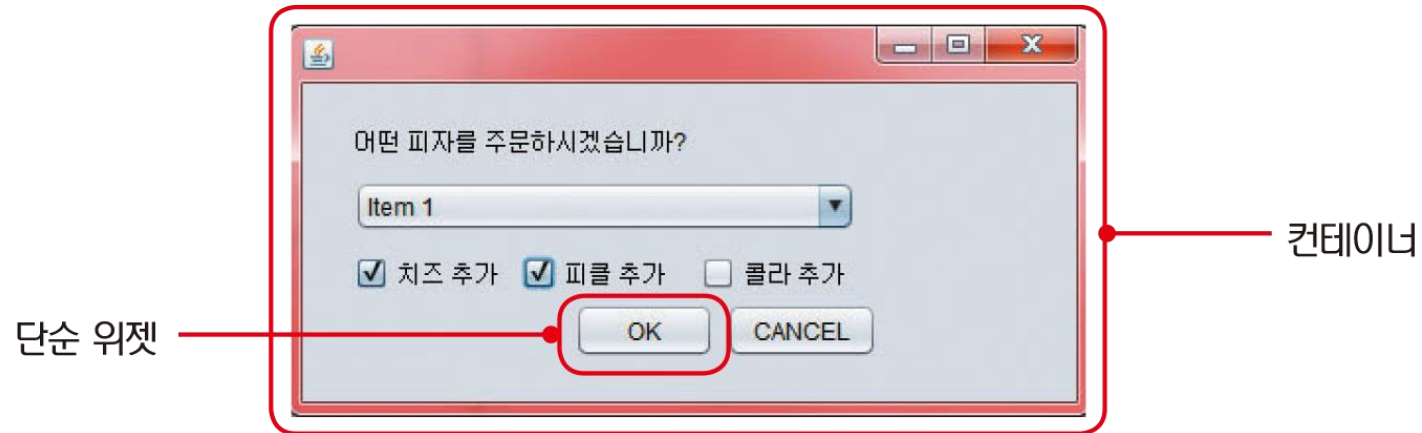 어떤 피자를 주문하시겠습니까?
Item 1
컨테이너
치즈 추가 피클 추가 콜라 추가
단순 위젯
OK CANCEL